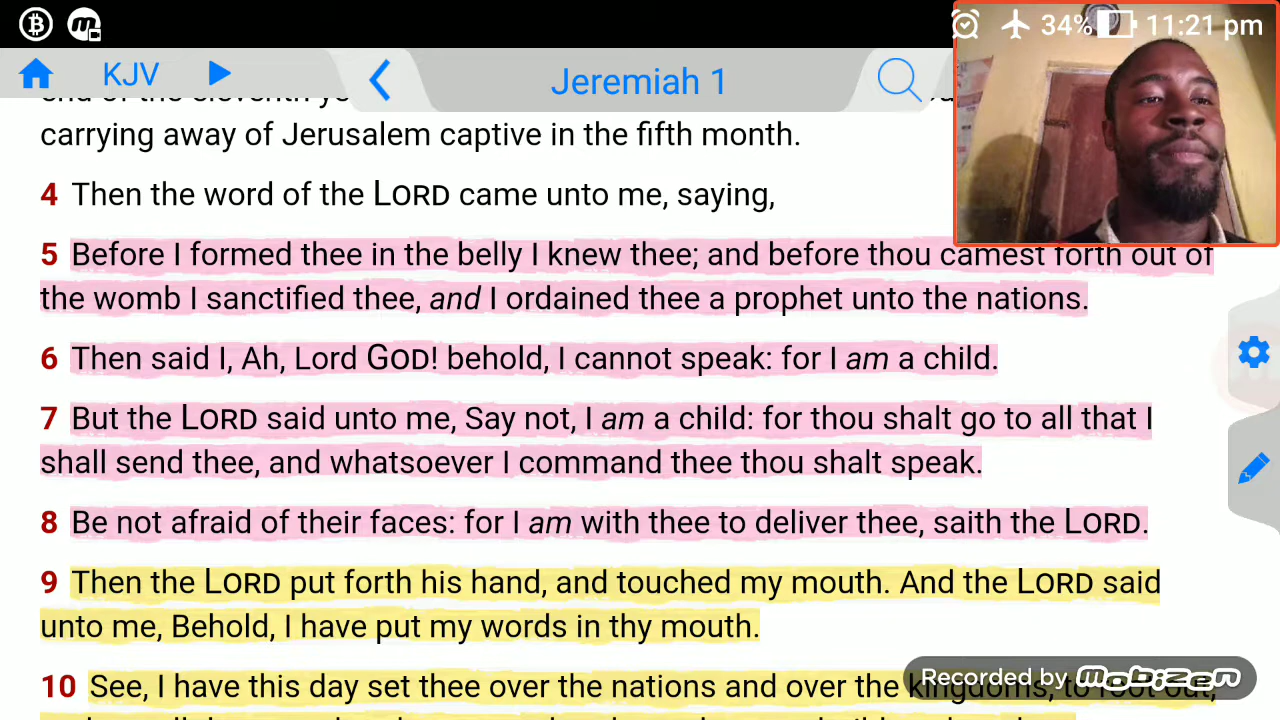 34% 11:21 pm
KJV Jeremiah 1
end of the eleventh
carrying away of Jerusalem captive in the fifth month.
4 Then the word of the LORD came unto me, saying,
5 Before I formed thee in the belly I knew thee; and before thou camest forth out of
the womb I sanctified thee, and I ordained thee a prophet unto the nations.
6 Then said I, Ah, Lord GOD! behold, I cannot speak: for I am a child.
7 But the LORD said unto me, Say not, I am a child: for thou shalt go to all that I
shall send thee, and whatsoever I command thee thou shalt speak.
8 Be not afraid of their faces: for I am with thee to deliver thee, saith the LORD.
9 Then the LORD put forth his hand, and touched my mouth. And the LORD said
unto me, Behold, I have put my words in thy mouth.
10 See, I have this day set thee over the nations and over the kingdoms, to root out,
Recorded by mobizen